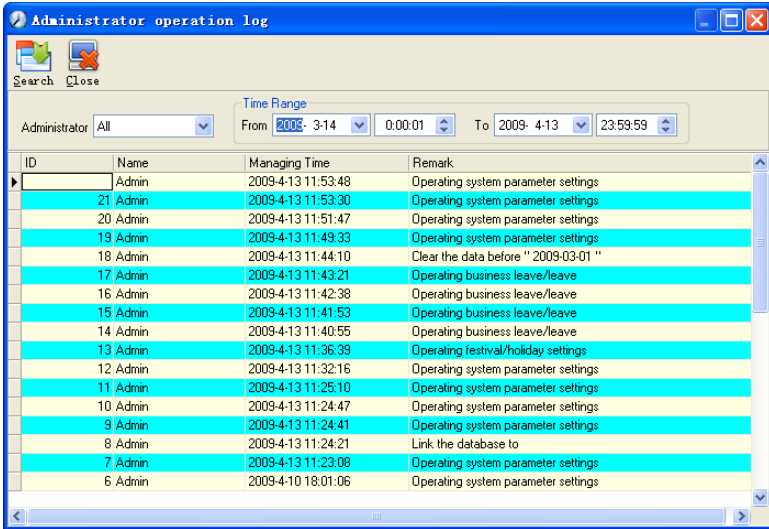 Administrator operation log
Search Close
Time Range
Administrator All From 2009- 3-14 0:00:01 To 2009- 4-13 23:59:59
ID Name Managing Time Remark
Admin 2009-4-13 11:53:48 Operating system parameter settings
21 Admin 2009-4-13 11:53:30 Operating system parameter settings
20 Admin 2009-4-13 11:51:47 Operating system parameter settings
19 Admin 2009-4-13 11:49:33 Operating system parameter settings
18 Admin 2009-4-13 11:44:10 Clear the data before " 2009-03-01 "
17 Admin 2009-4-13 11:43:21 Operating business leave/leave
16 Admin 2009-4-13 11:42:38 Operating business leave/leave
15 Admin 2009-4-13 11:41:53 Operating business leave/leave
14 Admin 2009-4-13 11:40:55 Operating business leave/leave
13 Admin 2009-4-13 11:36:39 Operating festival/holiday settings
12 Admin 2009-4-13 11:32:16 Operating system parameter settings
11 Admin 2009-4-13 11:25:10 Operating system parameter settings
10 Admin 2009-4-13 11:24:47 Operating system parameter settings
9 Admin 2009-4-13 11:24:41 Operating system parameter settings
8 Admin 2009-4-13 11:24:21 Link the database to
7 Admin 2009-4-13 11:23:08 Operating system parameter settings
6 Admin 2009-4-10 18:01:06 Operating system parameter settings